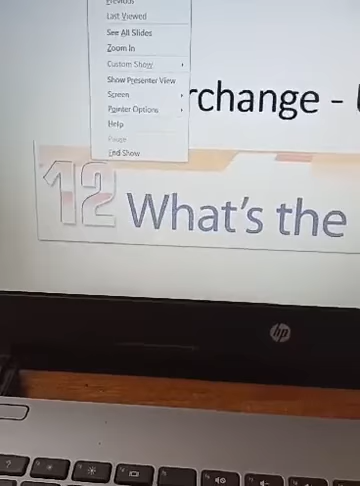 Previous
Last Viewed
See All Slides
Zoom In
Custom Show
Show Presenter View
Screen
Pointer Options
Help
Pause
End Show
rchange -
12 What's the
hp